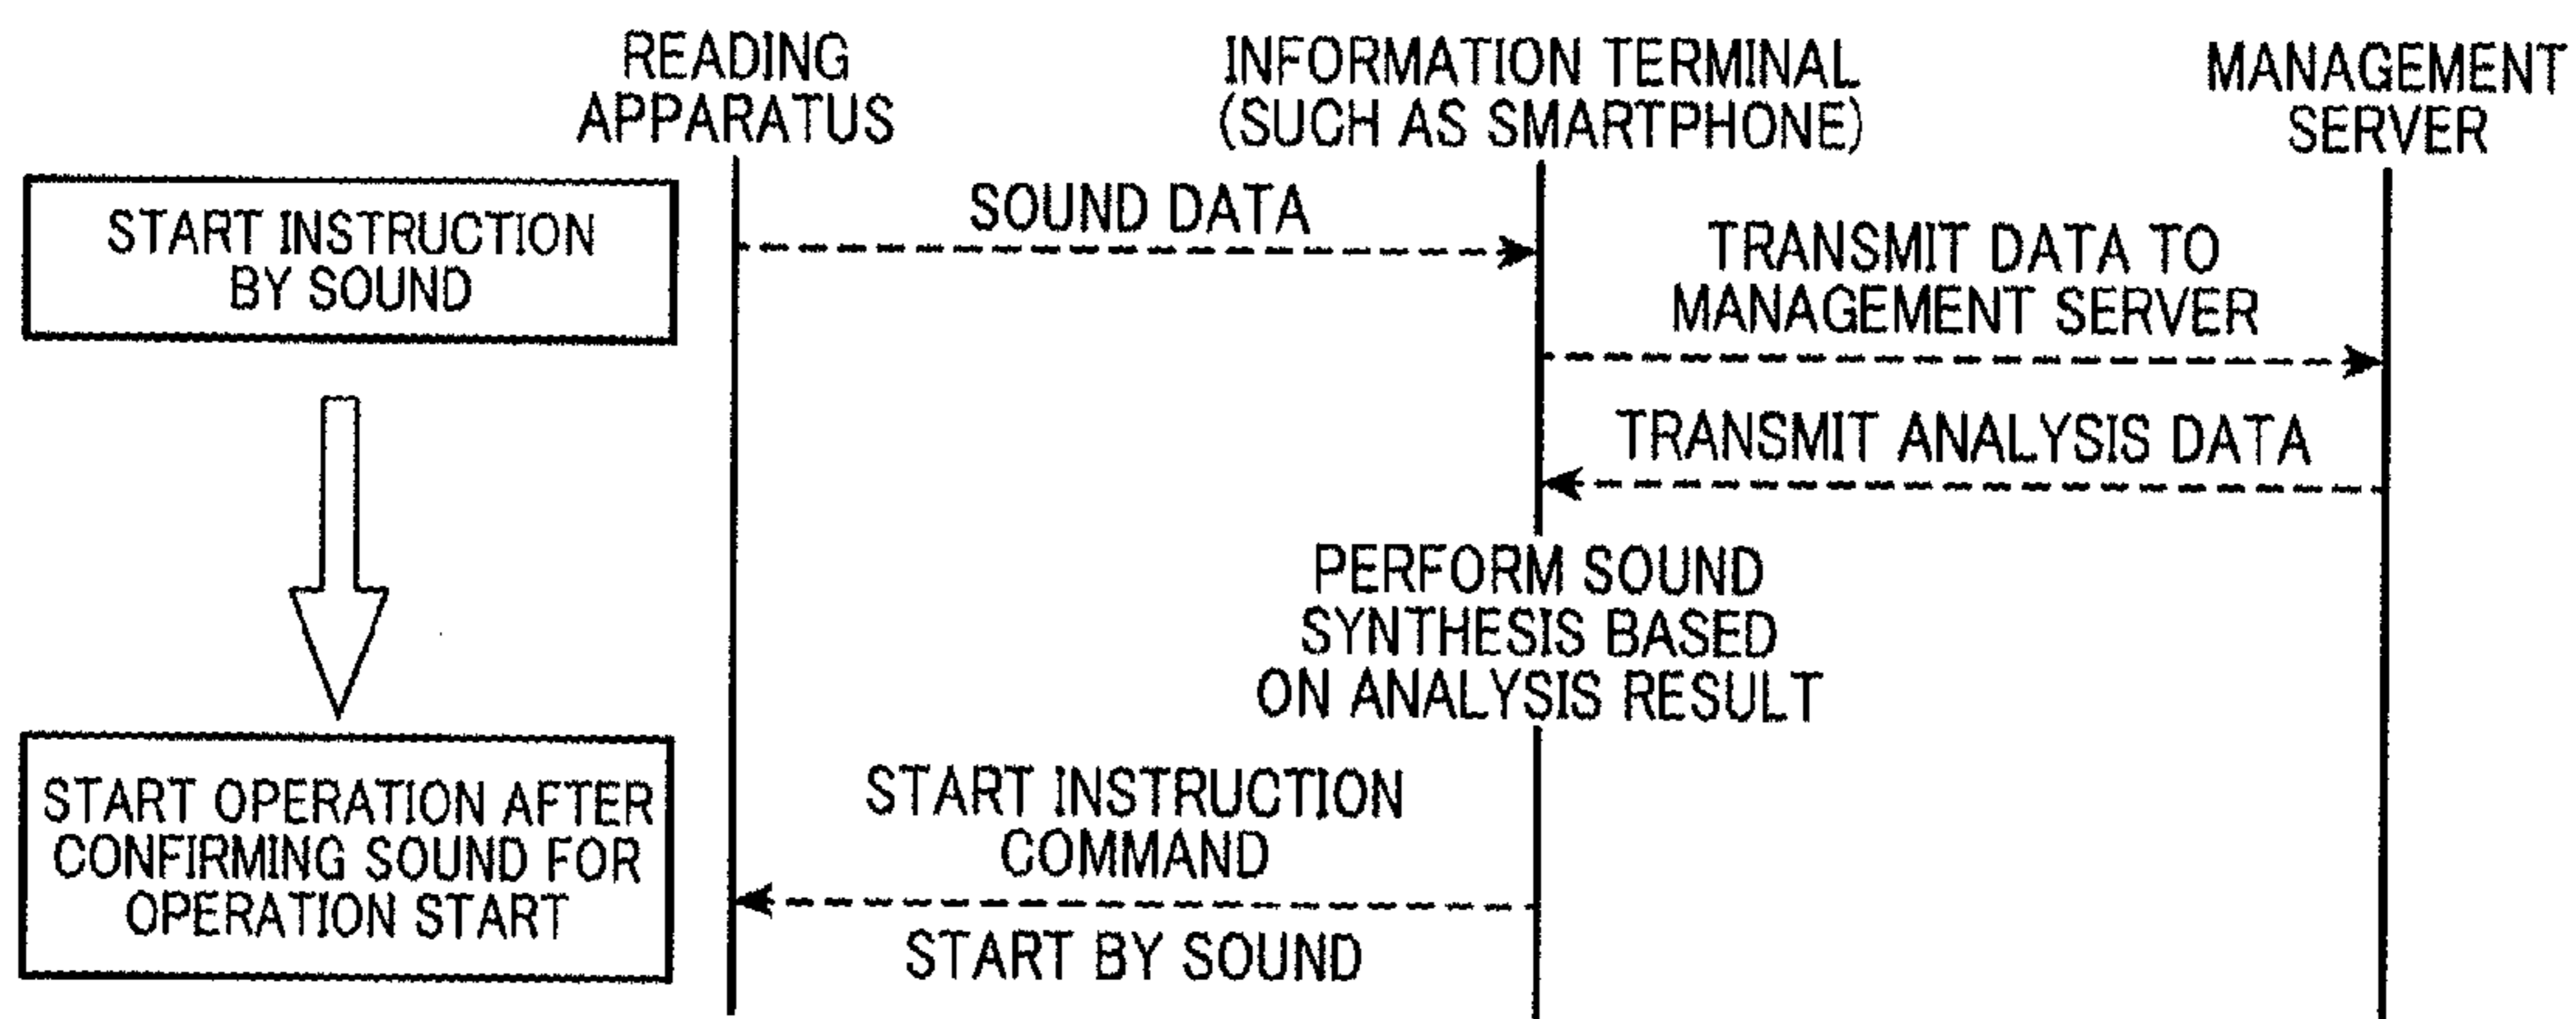 READING
APPARATUS
INFORMATION TERMINAL
(SUCH AS SMARTPHONE)
MANAGEMENT
SERVER
START INSTRUCTION
BY SOUND
SOUND DATA
TRANSMIT DATA TO
MANAGEMENT SERVER
TRANSMIT ANALYSIS DATA
PERFORM SOUND
SYNTHESIS BASED
ON ANALYSIS RESULT
START OPERATION AFTER
CONFIRMING SOUND FOR
OPERATION START
START INSTRUCTION
COMMAND
START BY SOUND